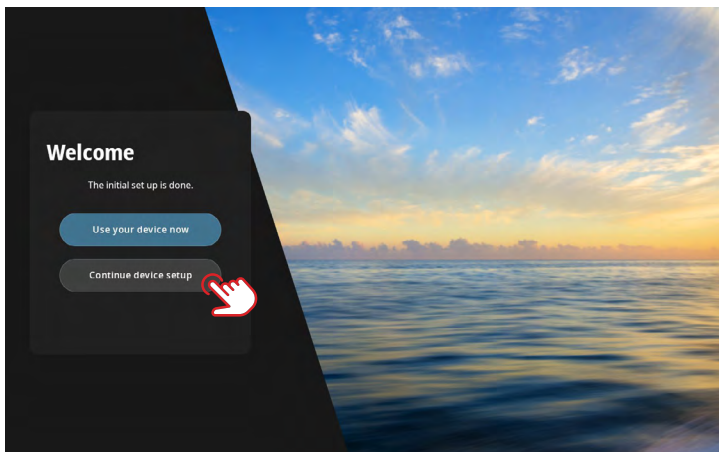 Welcome
The initial set up is done.
Use your device now
Continue device setup